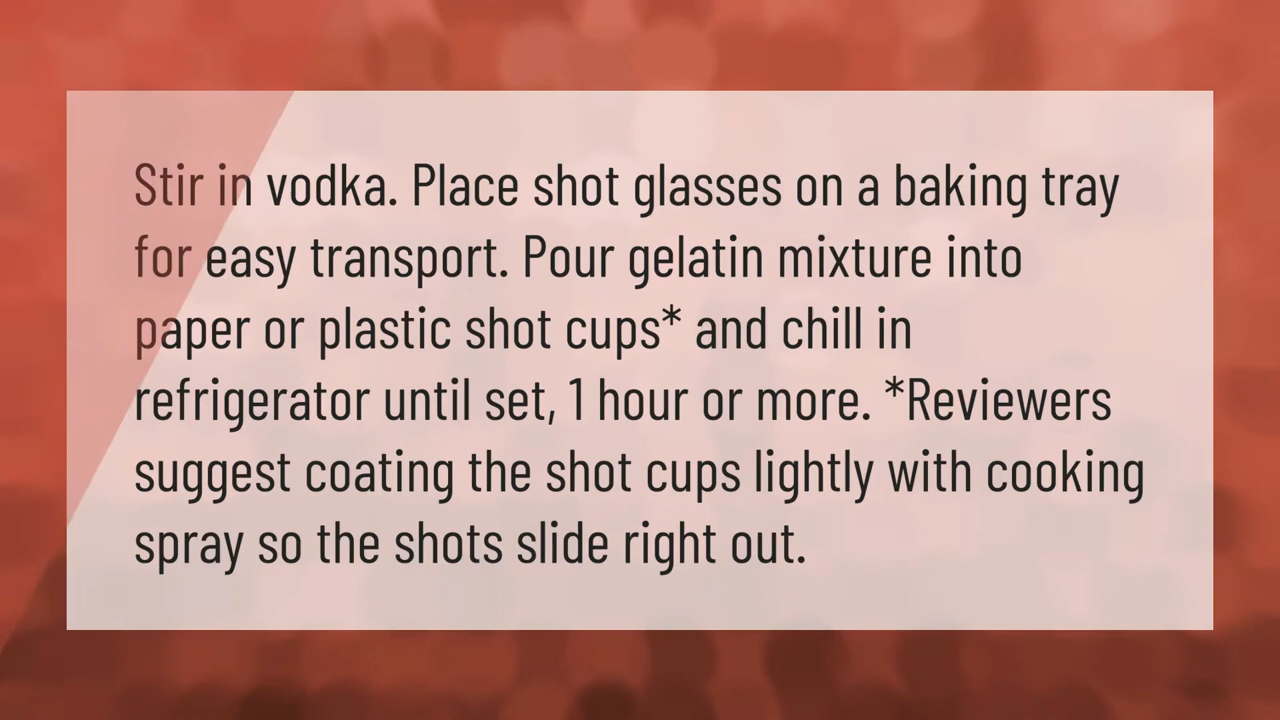 Stir in vodka. Place shot glasses on a baking tray
for easy transport. Pour gelatin mixture into
paper or plastic shot cups* and chill in
refrigerator until set, 1 hour or more. *Reviewers
suggest coating the shot cups lightly with cooking
spray so the shots slide right out.